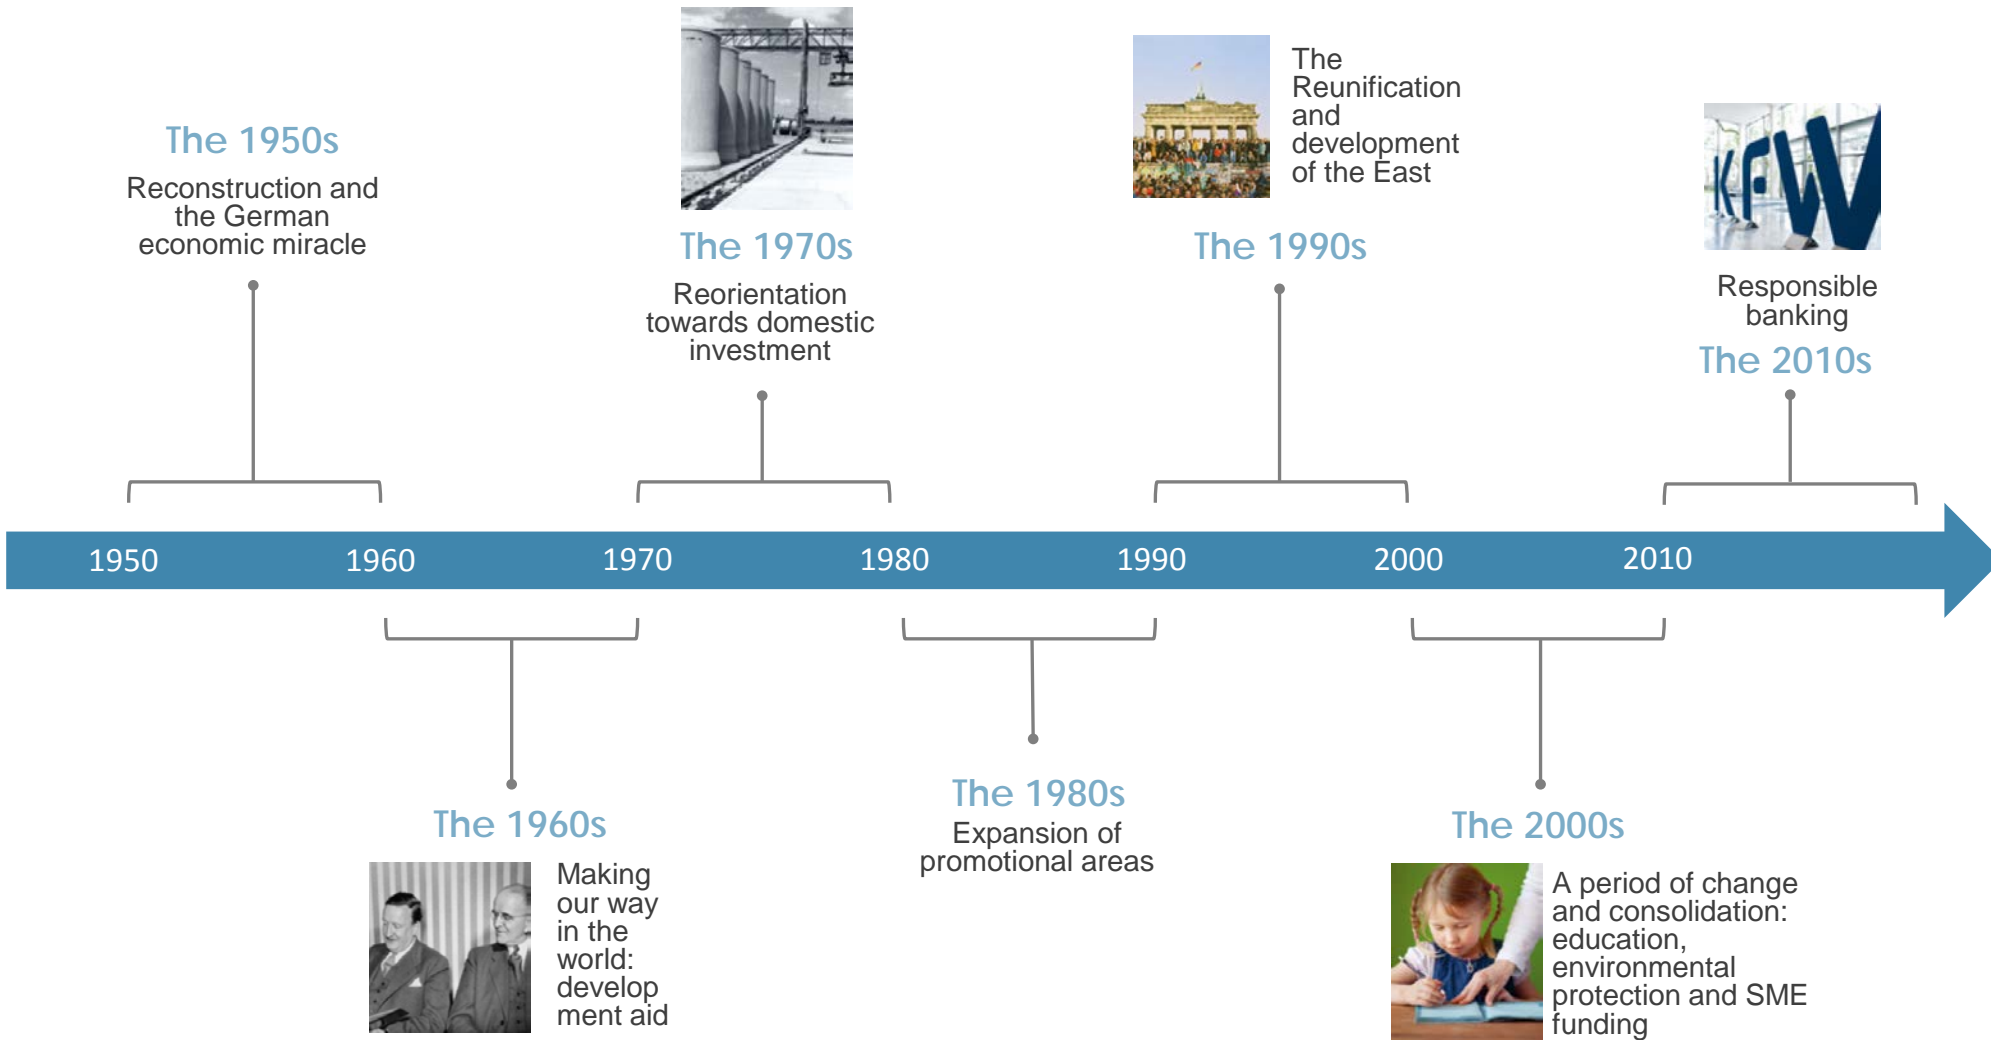 The 1950s
Reconstruction and
the German
economic miracle
The 1970s
Reorientation
towards domestic
investment
The
Reunification
and
development
of the East
The 1990s
KFW
Responsible
banking
The 2010s
1950
1960
1970
1980
1990
2000
2010
The 1960s
Making
our way
in the
world:
develop
ment aid
The 1980s
Expansion of
promotional areas
The 2000s
A period of change
and consolidation:
education,
environmental
protection and SME
funding